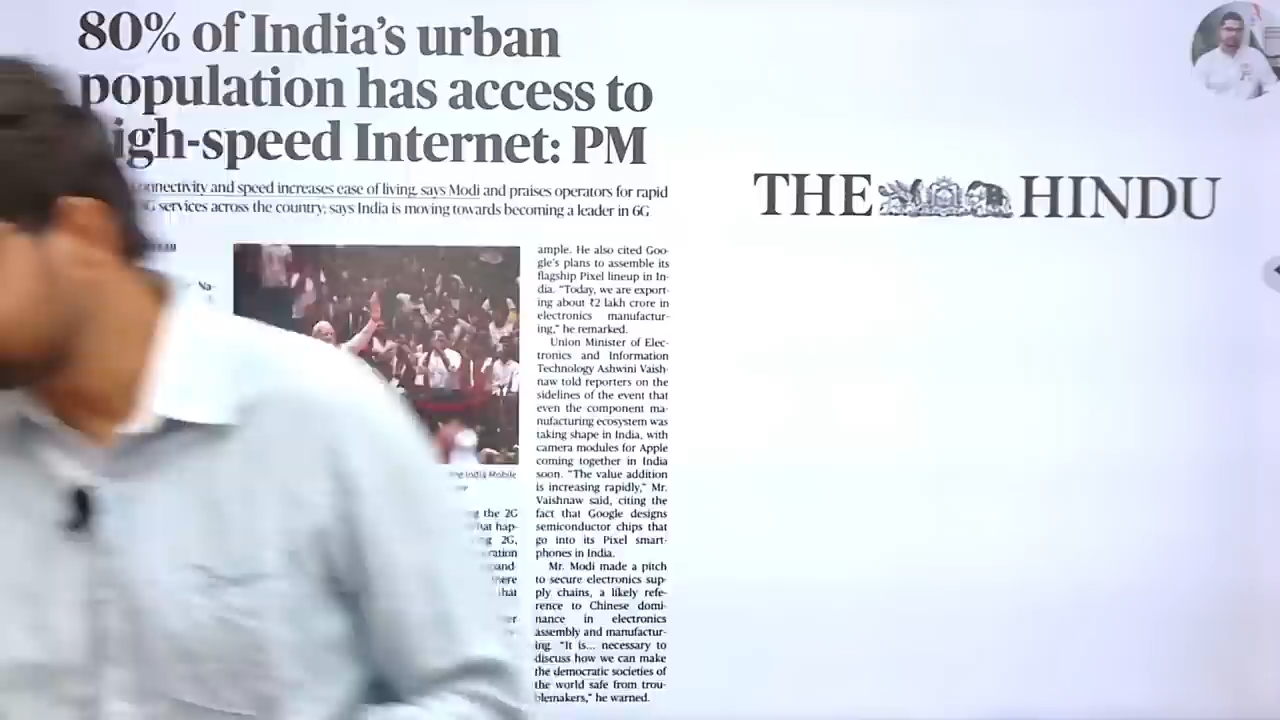 80% of India's urban
population has access to
igh-speed Internet: PM
onnectivity and speed increases ease of living, says Modi and praises operators for rapid
services across the country; says India is moving towards becoming a leader in 6G
THE HINDU
Na-
ample. He also cited Goo-
gle's plans to assemble its
flagship Pixel lineup in In-
dia. "Today, we are export-
ing about ₹2 lakh crore in
electronics manufactur-
ing," he remarked.
Union Minister of Elec-
tronics and Information
Technology Ashwini Vaish-
naw told reporters on the
sidelines of the event that
even the component ma-
nufacturing ecosystem was
taking shape in India, with
camera modules for Apple
coming together in India
soon. "The value addition
is increasing rapidly," Mr.
Vaishnaw said, citing the
fact that Google designs
semiconductor chips that
go into its Pixel smart-
phones in India.
Mr. Modi made a pitch
to secure electronics sup-
ply chains, a likely refe-
rence to Chinese domi-
nance in electronics
assembly and manufactur-
ing. "It is... necessary to
discuss how we can make
the democratic societies of
the world safe from trou-
blemakers," he warned.
India Mobile
the 2G
hap-
2G,